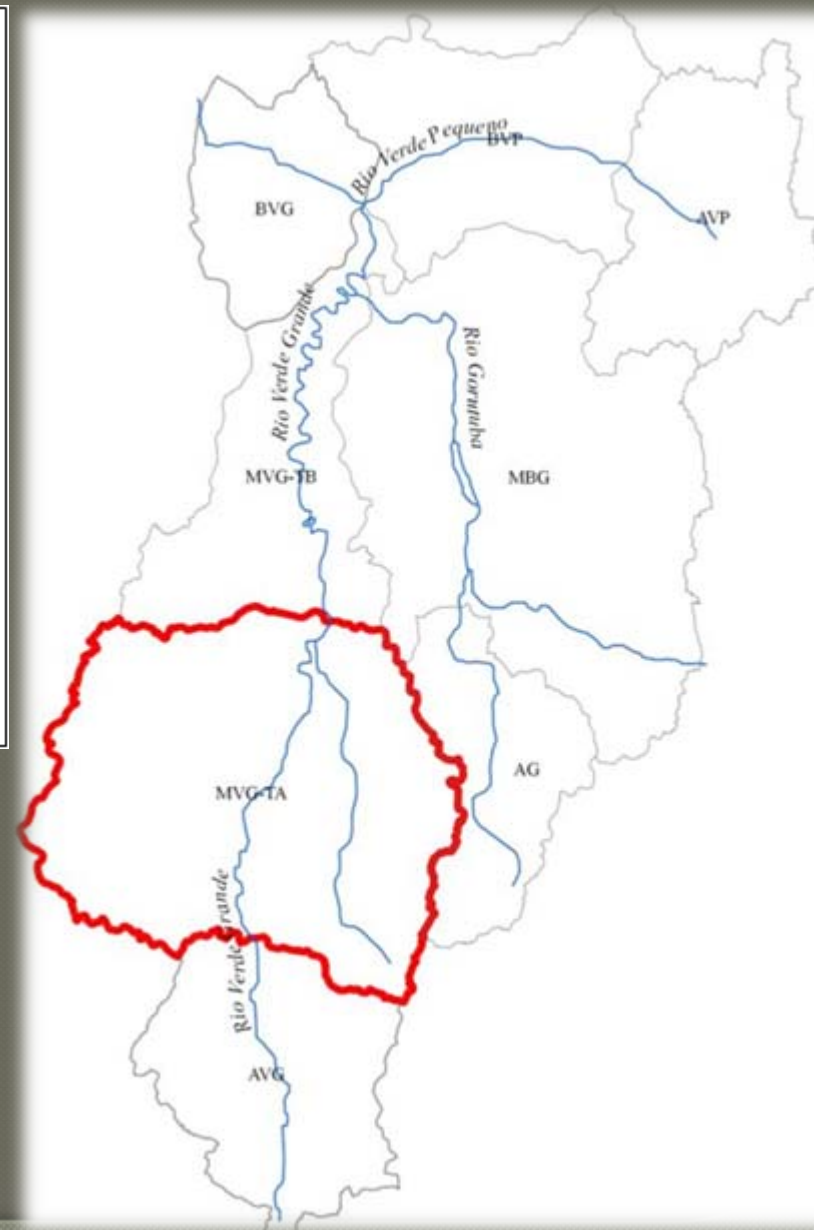 Rio Verde Pequeno
BVP
BVG
AVP
Rio Verde Grande
Rio Gorutuba
MVG-TB
MBG
AG
MVG-TA
Rio Verde Grande
AVG